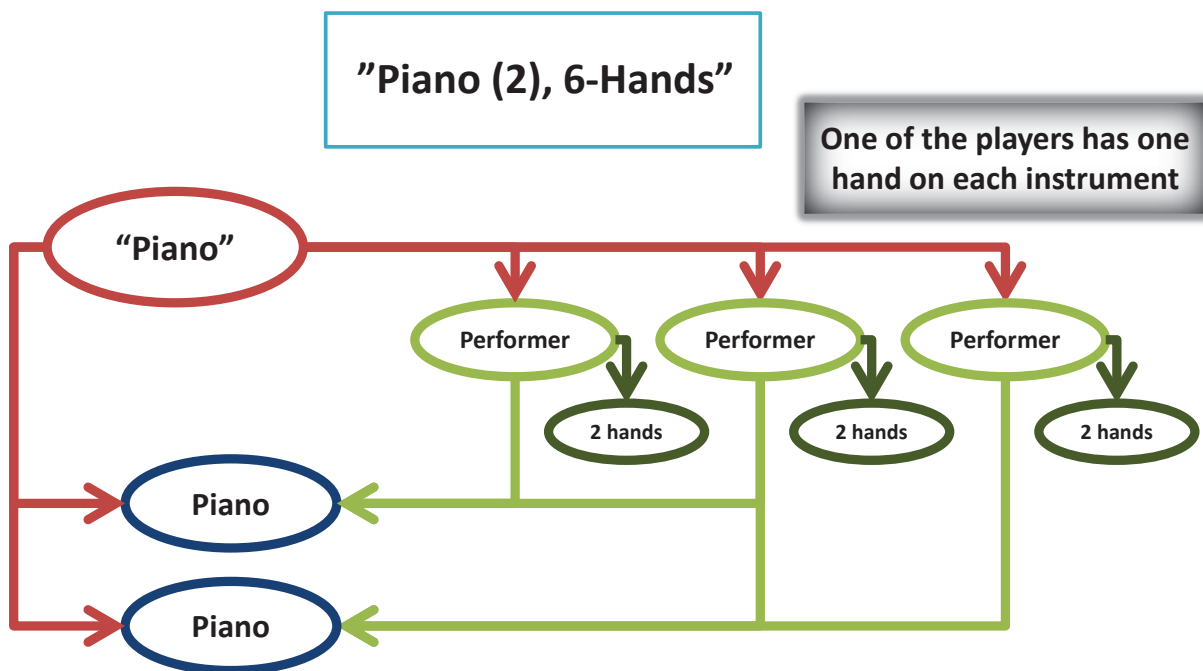 ”Piano (2), 6-Hands”
One of the players has one
hand on each instrument
“Piano”
Performer
Performer
Performer
2 hands
2 hands
2 hands
Piano
Piano